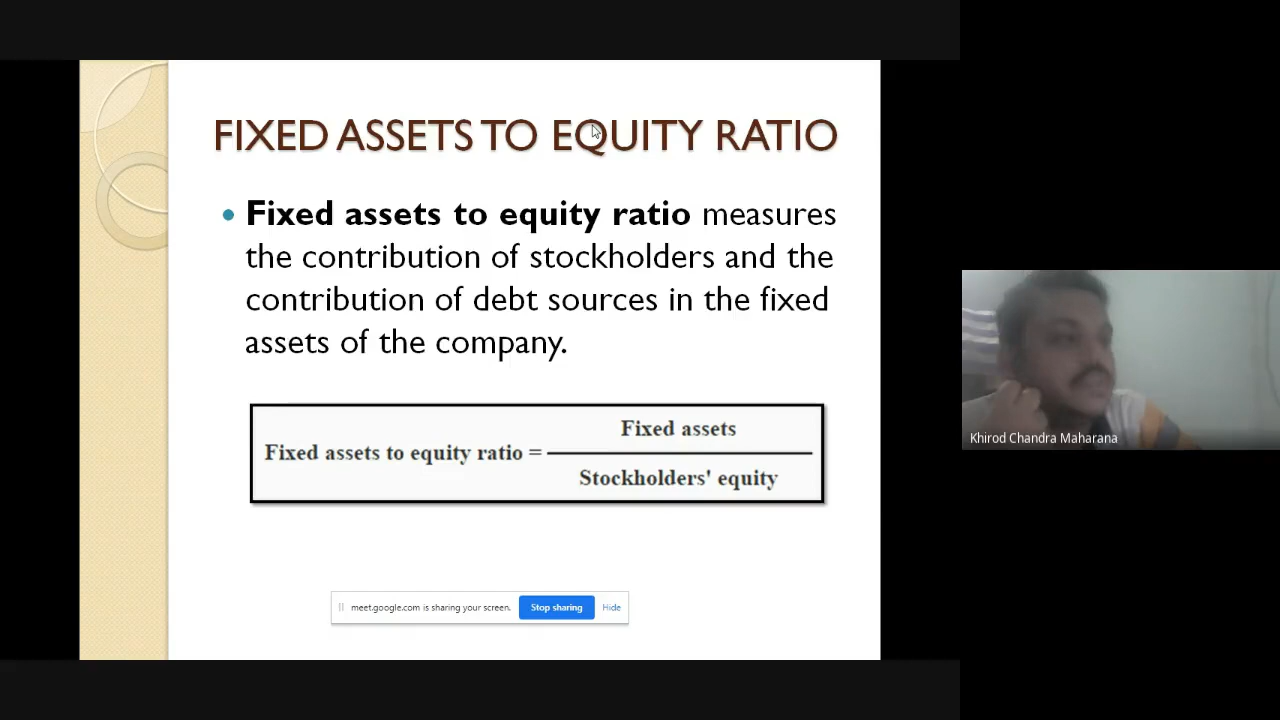 FIXED ASSETS TO EQUITY RATIO
Fixed assets to equity ratio measures
the contribution of stockholders and the
contribution of debt sources in the fixed
assets of the company.
Fixed assets
Fixed assets to equity ratio =
Stockholders' equity
Khirod Chandra Maharana
meet.google.com is sharing your screen. Stop sharing Hide